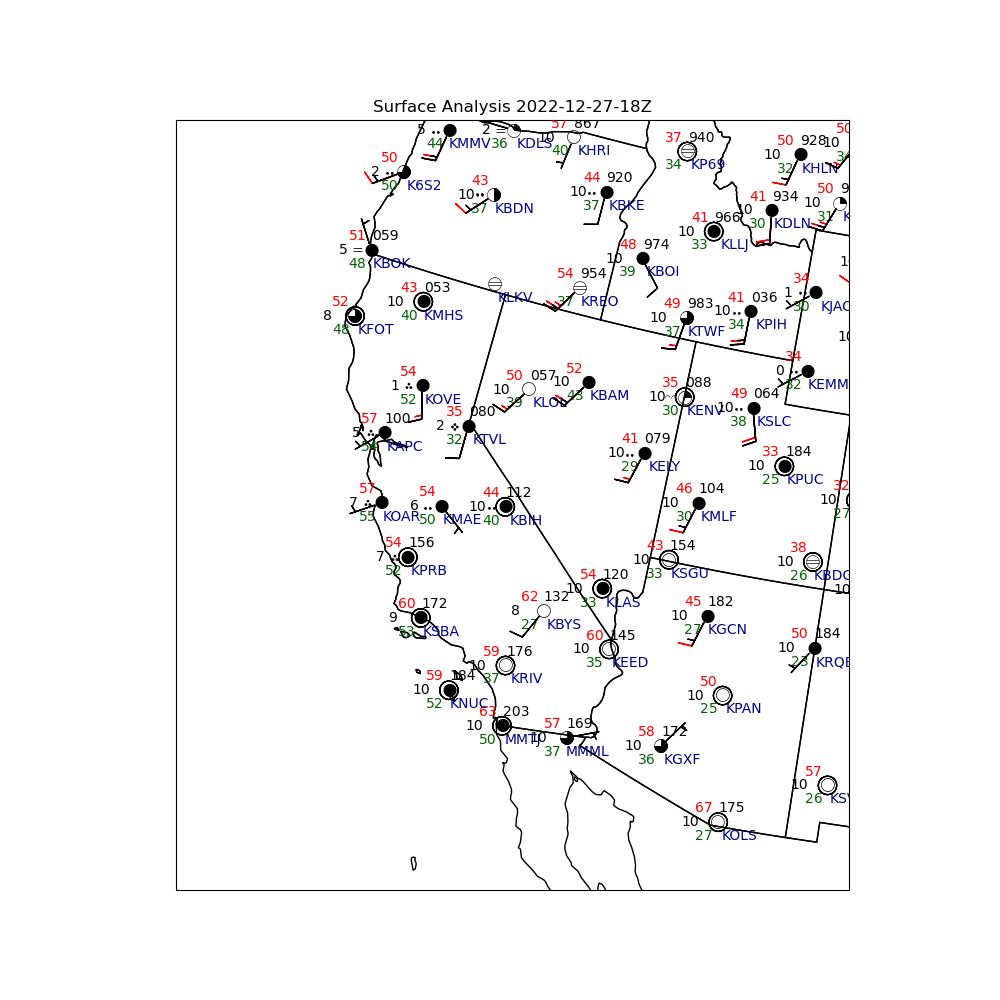 Surface Analysis 2022-12-27-18Z
5 44 KMMV
2 = 36 KDLS
57 867 10 40 KHRI
37 940 34 KP69
50 928 10 32 KHLN
50 10
50 2 50 K6S2
43 10 37 KBDN
44 920 10 37 KBKE
41 934 10 30 KDLN
50 9 10 31 K
41 966 10 33 KLLJ
51 059 5 = 48 KBOK
48 974 10 39 KBOI
43 053 10 40 KMHS
KLKV
54 954 37 KREO
34 1 30 KJAC
52 8 48 KFOT
49 983 10 37 KTWF
41 036 10 34 KPIH
10
54 1 52 KOVE
50 057 10 39 KLOL
52 10 43 KBAM
35 088 10 30 KENV
49 064 10 38 KSLC
34 0 32 KEMM
57 100 5 KAPC
35 080 2 32 KTVL
41 079 10 29 KELY
33 184 10 25 KPUC
57 7 55 KOAR
54 6 50 KMAE
44 112 10 40 KBIH
46 104 10 30 KMLF
32 10 27
54 156 7 52 KPRB
43 154 10 33 KSGU
38 10 26 KBDG
10
54 120 10 33 KLAS
60 172 9 53 KSBA
62 132 8 27 KBYS
45 182 10 27 KGCN
59 176 10 37 KRIV
60 145 10 35 KEED
50 184 10 23 KRQE
59 184 10 52 KNUC
50 10 25 KPAN
63 203 10 50 MMTJ
57 169 10 37 MMML
58 172 10 36 KGXF
57 10 26 KSV
67 175 10 27 KOLS